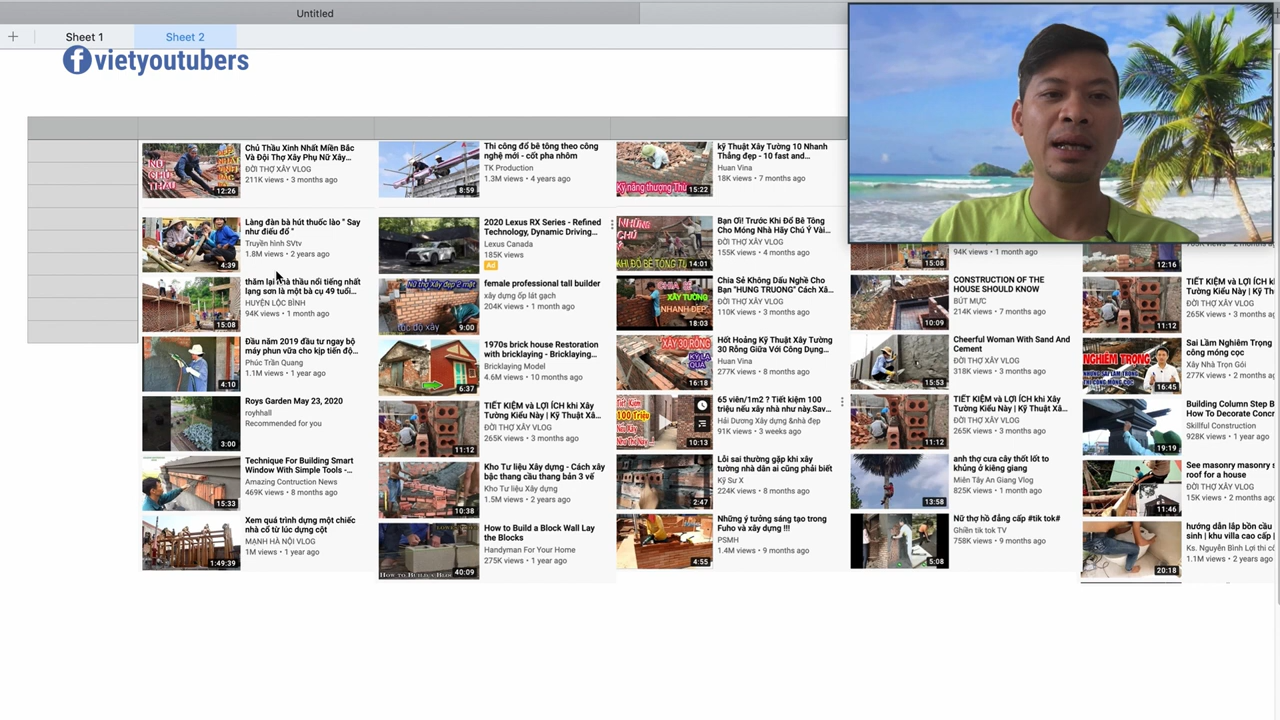 Untitled
Sheet 1
Sheet 2
vietyoutubers
Chủ Thầu Xinh Nhất Miền Bắc
Và Đội Thợ Xây Phụ Nữ Xây...
ĐỜI THỢ XÂY VLOG
211K views • 3 months ago
12:26
Làng đàn bà hút thuốc lào " Say
như điếu đổ "
Truyền hình SVtv
1.8M views • 2 years ago
4:39
HUYỆN LỘC BÌNH
94K views • 1 month ago
15:08
Đầu năm 2019 đầu tư ngay bộ
máy phun vữa cho kịp tiến độ...
Phúc Trần Quang
1.1M views • 1 year ago
4:10
Roys Garden May 23, 2020
royhall
Recommended for you
3:00
Technique For Building Smart
Window With Simple Tools -...
Amazing Contruction News
469K views • 8 months ago
15:33
Xem quá trình dựng một chiếc
nhà cổ từ lúc dựng cột
MẠNH HÀ NỘI VLOG
1M views • 1 year ago
1:49:39
Thi công đổ bê tông theo công
nghệ mới - cốt pha nhôm
TK Production
1.3M views • 4 years ago
8:59
2020 Lexus RX Series - Refined
Technology, Dynamic Driving...
Lexus Canada
185K views
Ad
female professional tall builder
xây dựng ốp lát gạch
204K views • 1 month ago
9:00
1970s brick house Restoration
with bricklaying - Bricklaying...
Bricklaying Model
4.6M views • 10 months ago
6:37
TIẾT KIỆM và LỢI ÍCH khi Xây
Tường Kiểu Này | Kỹ Thuật Xâ...
ĐỜI THỢ XÂY VLOG
265K views • 3 months ago
11:12
Kho Tư liệu Xây dựng - Cách xây
bậc thang cầu thang bản 3 vế
Kho Tư liệu Xây dựng
1.5M views • 2 years ago
10:38
How to Build a Block Wall Lay
the Blocks
Handyman For Your Home
275K views • 1 year ago
40:09
kỹ Thuật Xây Tường 10 Nhanh
Thẳng đẹp - 10 fast and...
Huan Vina
18K views • 7 months ago
15:22
Bạn Ơi! Trước Khi Đổ Bê Tông
Cho Móng Nhà Hãy Chú Ý Vài...
ĐỜI THỢ XÂY VLOG
155K views • 4 months ago
14:01
Chia Sẻ Không Dấu Nghề Cho
Bạn "HUNG TRUONG" Cách Xâ...
ĐỜI THỢ XÂY VLOG
110K views • 3 months ago
18:03
Hốt Hoảng Kỹ Thuật Xây Tường
30 Rỗng Giữa Với Công Dụng...
Huan Vina
277K views • 8 months ago
16:18
65 viên/1m2 ? Tiết kiệm 100
triệu nếu xây nhà như này.Sav...
Hải Dương Xây dựng &nhà đẹp
91K views • 3 weeks ago
10:13
Lỗi sai thường gặp khi xây
tường nhà dân ai cũng phải biết
Kỹ Sư X
224K views • 8 months ago
2:47
Những ý tưởng sáng tạo trong
Fuho và xây dựng !!!
PSMH
1.4M views • 9 months ago
4:55
94K views • 1 month ago
15:08
CONSTRUCTION OF THE
HOUSE SHOULD KNOW
BÚT MỰC
214K views • 7 months ago
10:09
Cheerful Woman With Sand And
Cement
ĐỜI THỢ XÂY VLOG
318K views • 3 months ago
15:53
TIẾT KIỆM và LỢI ÍCH khi Xây
Tường Kiểu Này | Kỹ Thuật Xâ...
ĐỜI THỢ XÂY VLOG
265K views • 3 months ago
11:12
anh thợ cưa cây thốt lốt to
khủng ở kiêng giang
Miền Tây An Giang Vlog
825K views • 1 month ago
13:58
Nữ thợ hồ đẳng cấp #tik tok#
Ghiền tik tok TV
758K views • 9 months ago
5:08
12:16
TIẾT KIỆM và LỢI ÍCH kh
Tường Kiểu Này | Kỹ Th
ĐỜI THỢ XÂY VLOG
265K views • 3 months a
11:12
Sai Lầm Nghiêm Trọng
công móng cọc
Xây Nhà Trọn Gói
277K views • 2 months a
16:45
Building Column Step B
How To Decorate Concr
Skillful Construction
928K views • 1 year ago
19:19
See masonry masonry s
roof for a house
ĐỜI THỢ XÂY VLOG
15K views • 2 months ago
11:46
hướng dẫn lắp bồn cầu
sinh | khu villa cao cấp |
Ks. Nguyễn Bình Lợi thi cô
1.1M views • 2 years ago
20:18